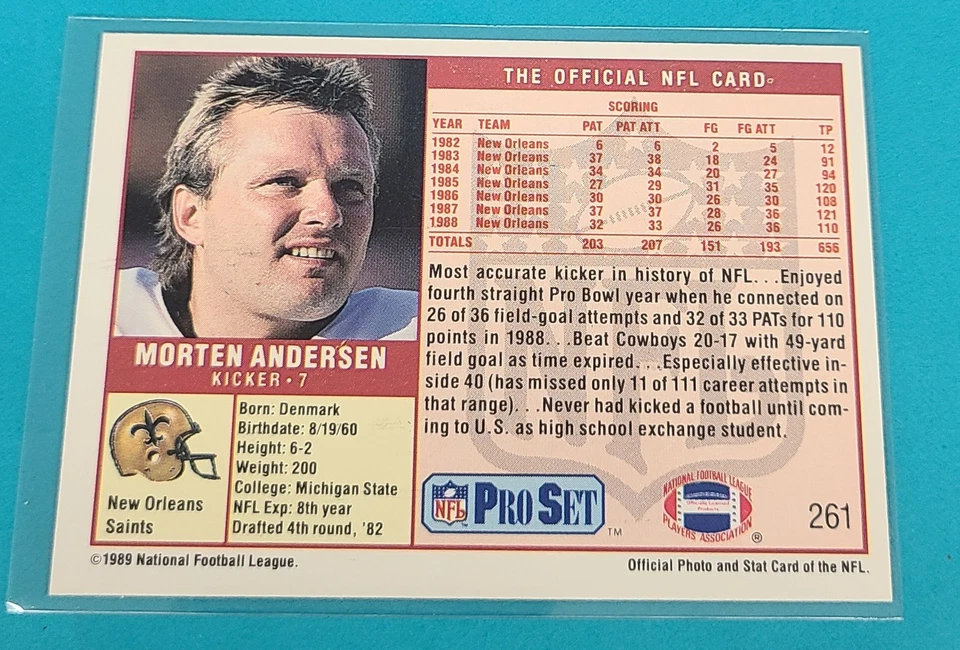 THE OFFICIAL NFL CARD
SCORING
YEAR TEAM PAT PAT ATT FG FG ATT TP
1982 New Orleans 6 6 2 5 12
1983 New Orleans 37 38 18 24 91
1984 New Orleans 34 34 20 27 94
1985 New Orleans 27 29 31 35 120
1986 New Orleans 30 30 26 30 108
1987 New Orleans 37 37 28 36 121
1988 New Orleans 32 33 26 36 110
TOTALS 203 207 151 193 656
Most accurate kicker in history of NFL. . .Enjoyed
fourth straight Pro Bowl year when he connected on
26 of 36 field-goal attempts and 32 of 33 PATs for 110
points in 1988. . .Beat Cowboys 20-17 with 49-yard
field goal as time expired. . .Especially effective in-
side 40 (has missed only 11 of 111 career attempts in
that range). . .Never had kicked a football until com-
ing to U.S. as high school exchange student.
MORTEN ANDERSEN
KICKER • 7
New Orleans
Saints
Born: Denmark
Birthdate: 8/19/60
Height: 6-2
Weight: 200
College: Michigan State
NFL Exp: 8th year
Drafted 4th round, '82
NFL PRO SET ™
NATIONAL FOOTBALL LEAGUE
Officially Licensed
Products
PLAYERS ASSOCIATION ®
261
©1989 National Football League.
Official Photo and Stat Card of the NFL.